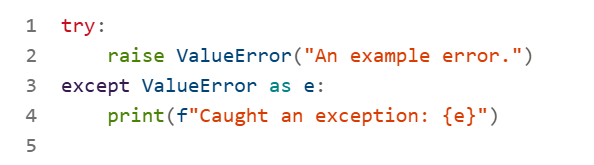 1 try:
2     raise ValueError("An example error.")
3 except ValueError as e:
4     print(f"Caught an exception: {e}")
5